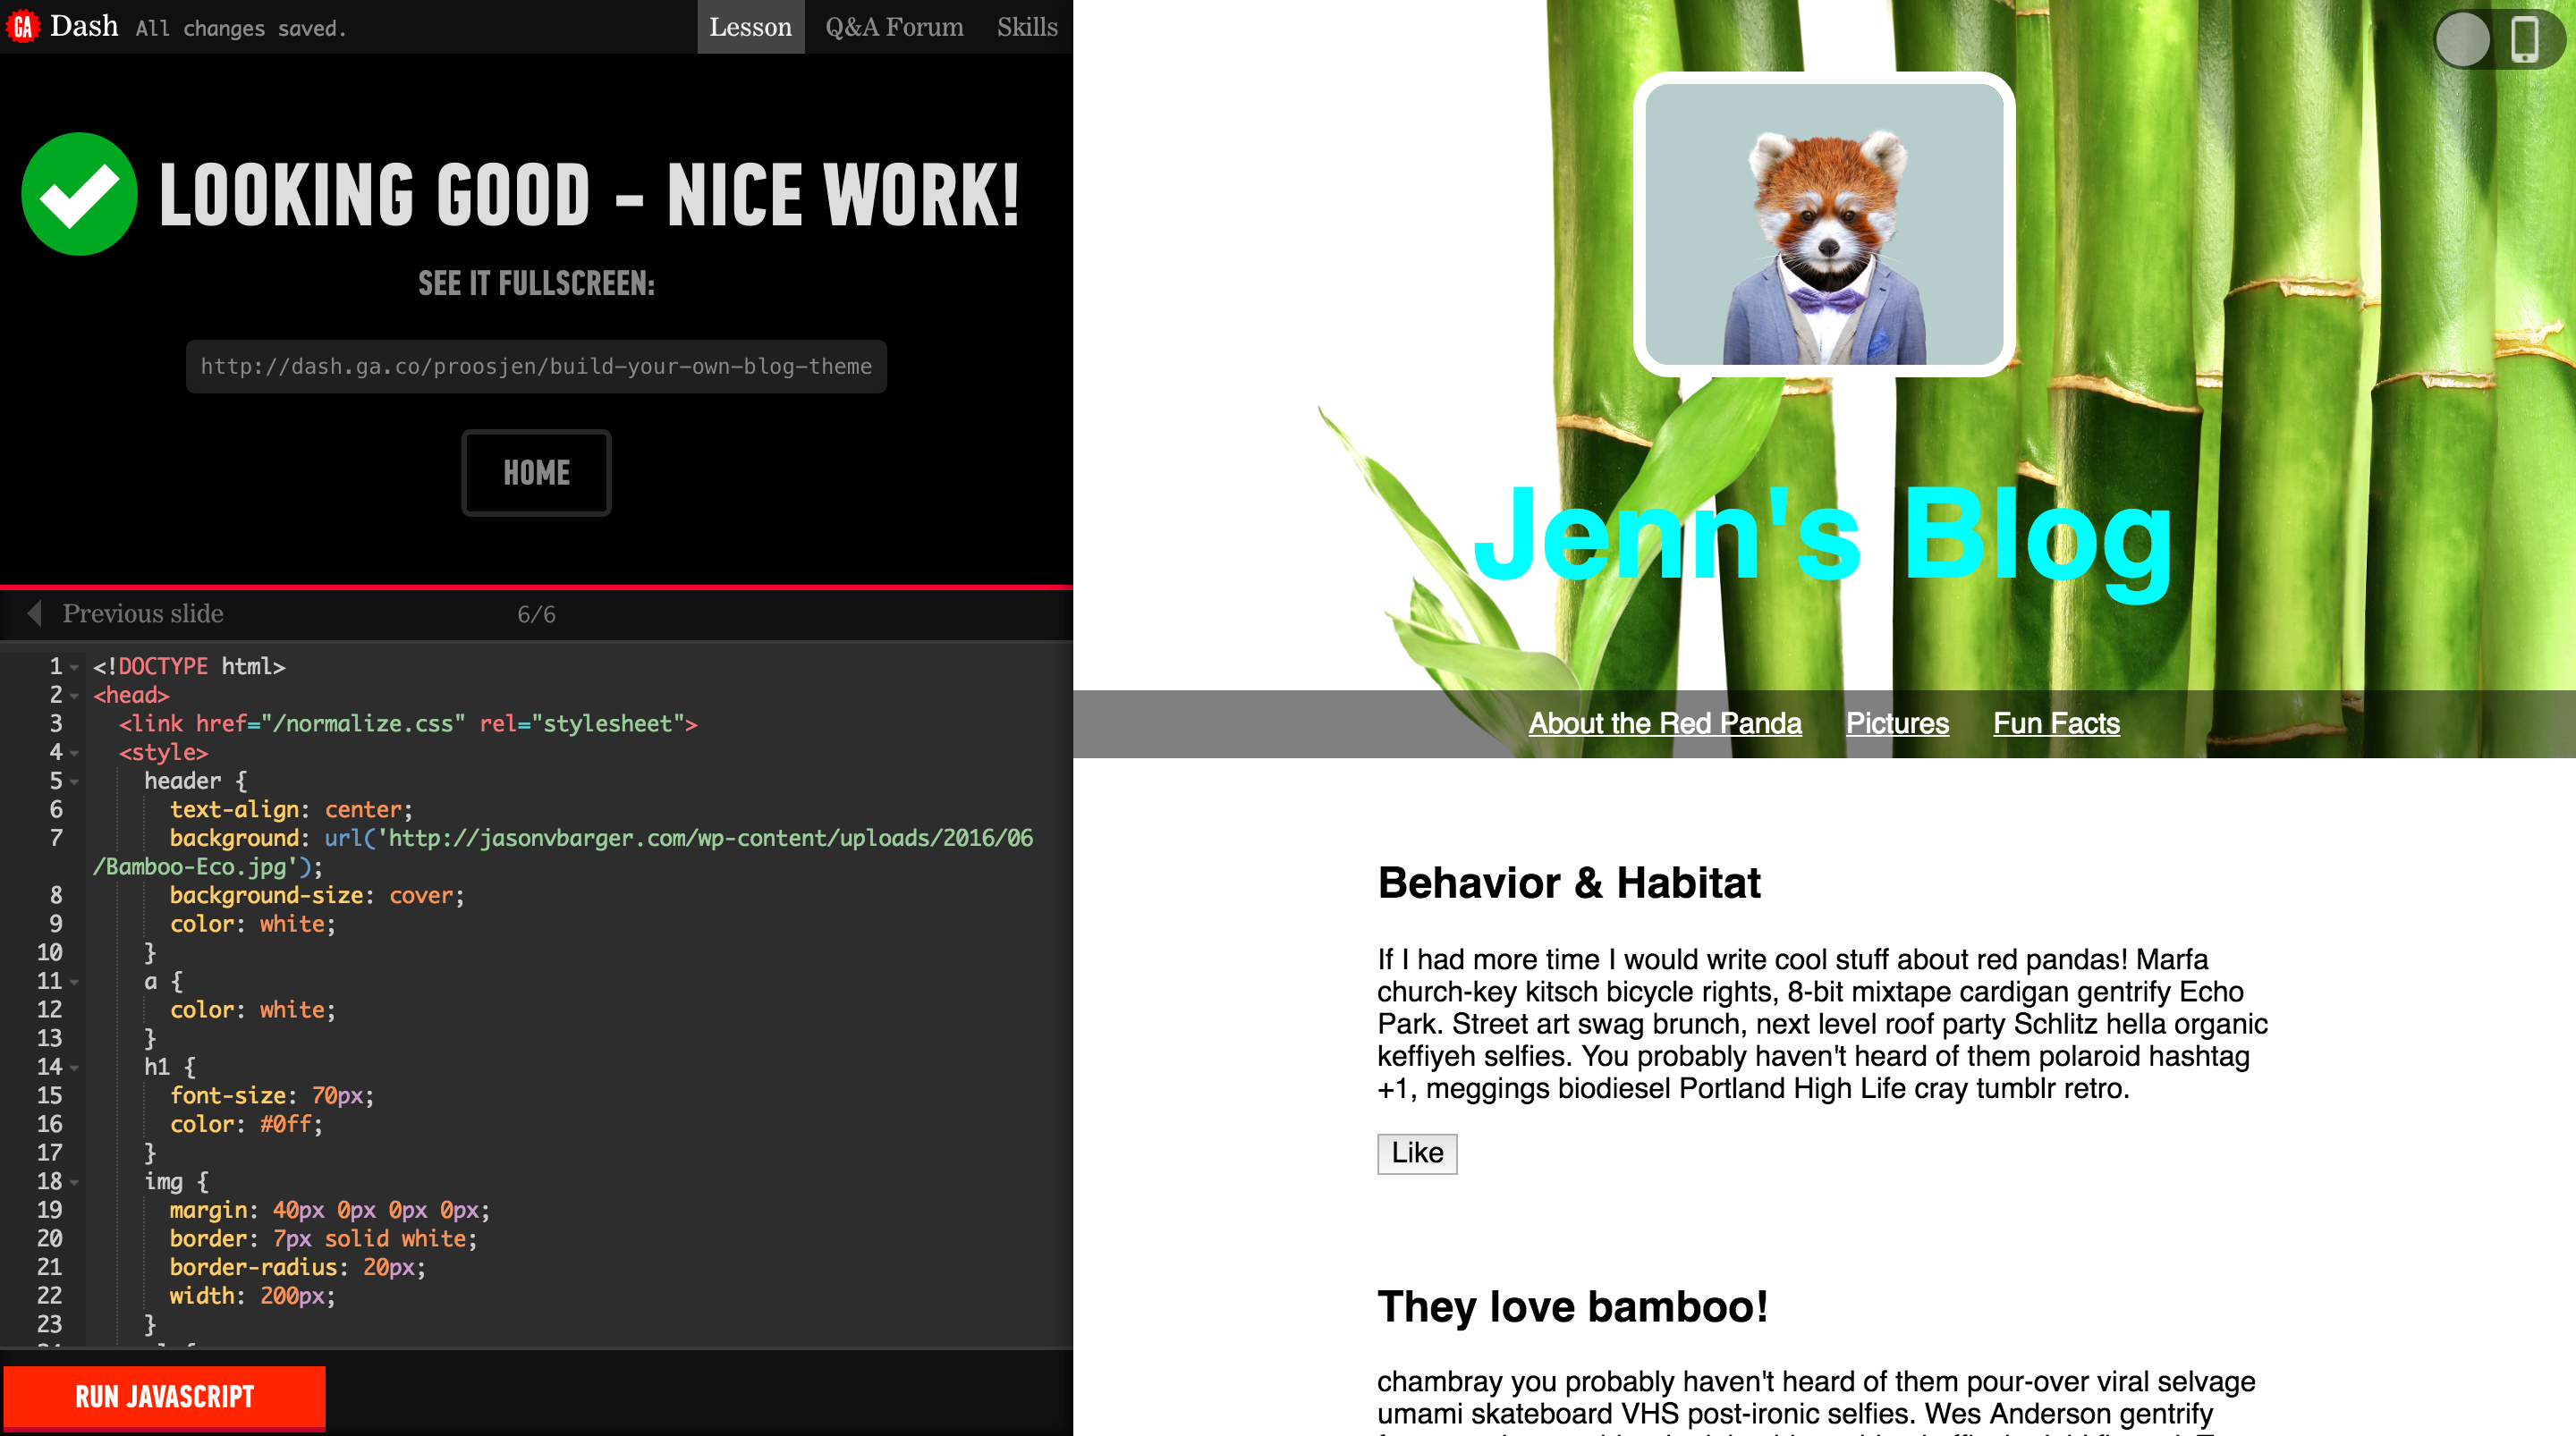 GA Dash All changes saved.
Lesson Q&A Forum Skills
LOOKING GOOD - NICE WORK!
SEE IT FULLSCREEN:
http://dash.ga.co/proosjen/build-your-own-blog-theme
HOME
Previous slide 6/6
1 <!DOCTYPE html>
2 <head>
3 <link href="/normalize.css" rel="stylesheet">
4 <style>
5 header {
6 text-align: center;
7 background: url('http://jasonvbarger.com/wp-content/uploads/2016/06
/Bamboo-Eco.jpg');
8 background-size: cover;
9 color: white;
10 }
11 a {
12 color: white;
13 }
14 h1 {
15 font-size: 70px;
16 color: #0ff;
17 }
18 img {
19 margin: 40px 0px 0px 0px;
20 border: 7px solid white;
21 border-radius: 20px;
22 width: 200px;
23 }
RUN JAVASCRIPT
Jenn's Blog
About the Red Panda Pictures Fun Facts
Behavior & Habitat
If I had more time I would write cool stuff about red pandas! Marfa
church-key kitsch bicycle rights, 8-bit mixtape cardigan gentrify Echo
Park. Street art swag brunch, next level roof party Schlitz hella organic
keffiyeh selfies. You probably haven't heard of them polaroid hashtag
+1, meggings biodiesel Portland High Life cray tumblr retro.
Like
They love bamboo!
chambray you probably haven't heard of them pour-over viral selvage
umami skateboard VHS post-ironic selfies. Wes Anderson gentrify